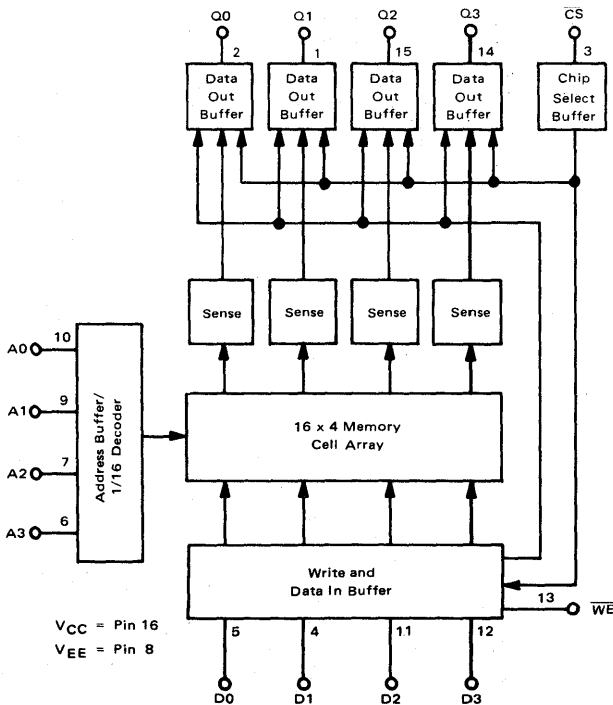 Q0 Q1 Q2 Q3 CS
2 1 15 14 3
Data Out Buffer
Data Out Buffer
Data Out Buffer
Data Out Buffer
Chip Select Buffer
Sense
Sense
Sense
Sense
A0 10
A1 9
A2 7
A3 6
Address Buffer/
1/16 Decoder
16 x 4 Memory
Cell Array
Write and
Data In Buffer
13
WE
VCC = Pin 16
VEE = Pin 8
5 4 11 12
D0 D1 D2 D3